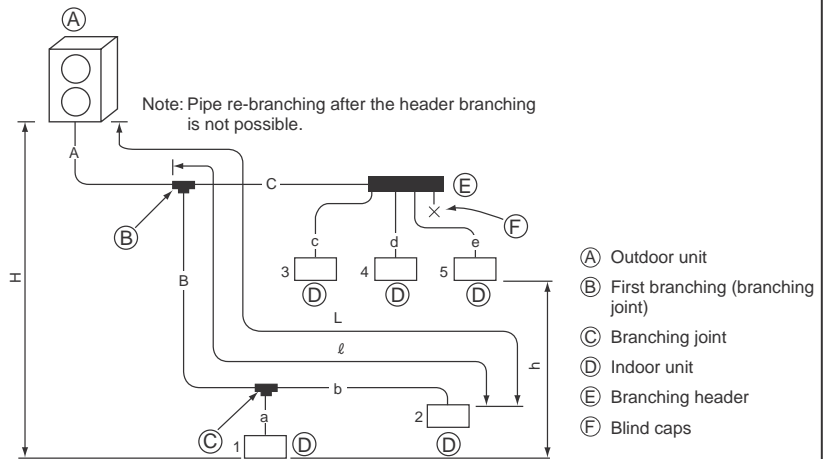 Ⓐ
Note: Pipe re-branching after the header branching
is not possible.
A
C
Ⓔ
Ⓑ
Ⓕ
c
d
e
3
4
5
Ⓓ
Ⓓ
Ⓓ
H
B
L
ℓ
h
b
a
2
1
Ⓒ
Ⓓ
Ⓓ
Ⓐ Outdoor unit
Ⓑ First branching (branching
joint)
Ⓒ Branching joint
Ⓓ Indoor unit
Ⓔ Branching header
Ⓕ Blind caps